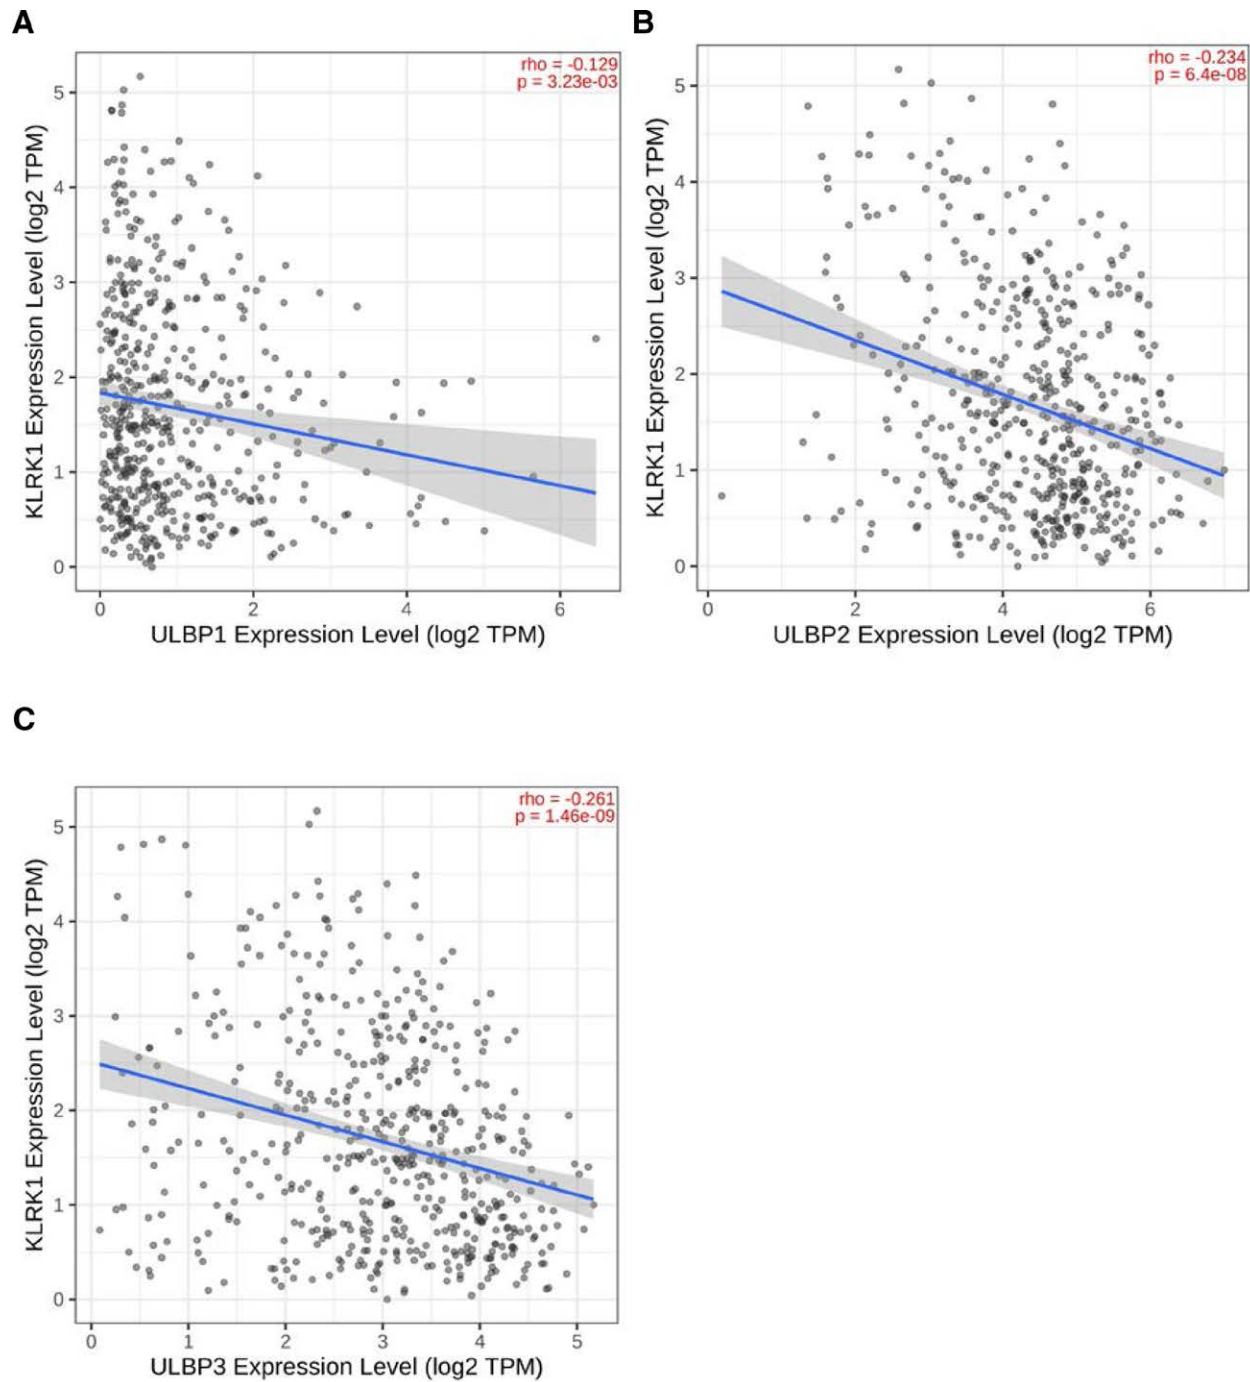 A
rho = -0.129
p = 3.23e-03
KLRK1 Expression Level (log2 TPM)
5
4
3
2
1
0
0 2 4 6
ULBP1 Expression Level (log2 TPM)
B
rho = -0.234
p = 6.4e-08
KLRK1 Expression Level (log2 TPM)
5
4
3
2
1
0
0 2 4 6
ULBP2 Expression Level (log2 TPM)
C
rho = -0.261
p = 1.46e-09
KLRK1 Expression Level (log2 TPM)
5
4
3
2
1
0
0 1 2 3 4 5
ULBP3 Expression Level (log2 TPM)